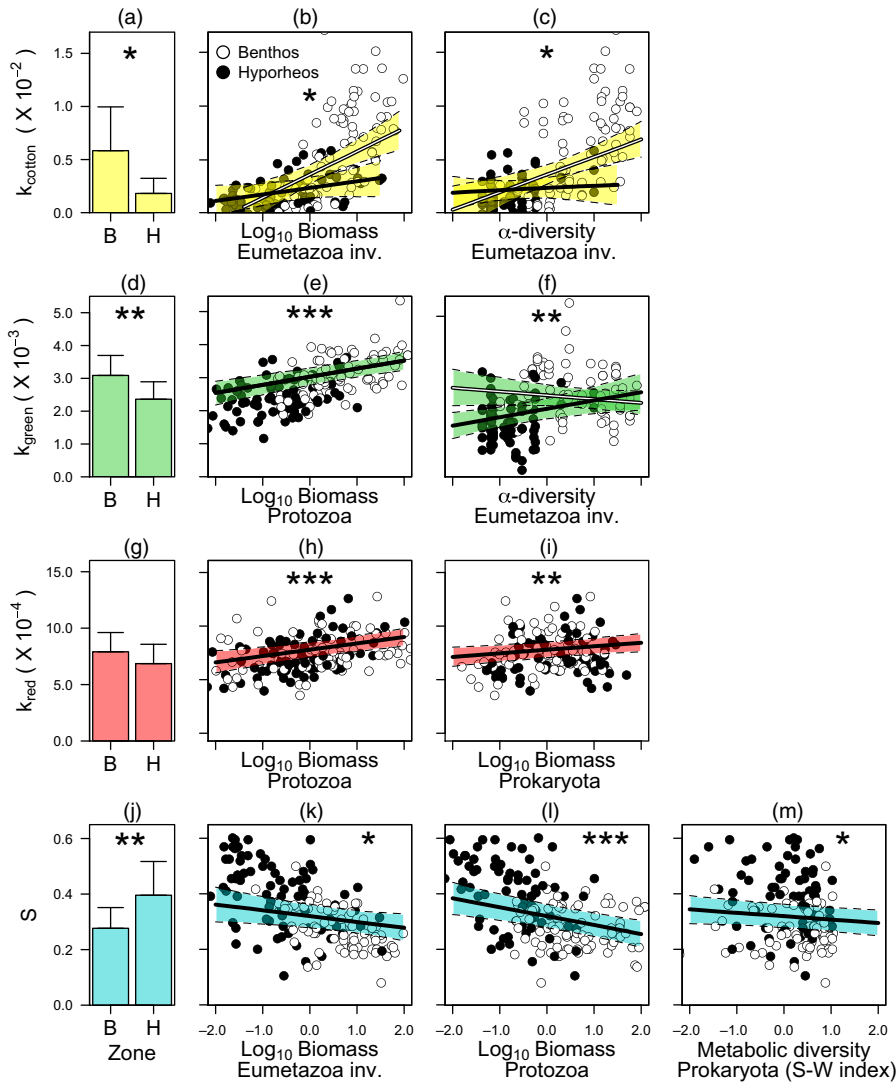 (a) (b) (c)
k_cotton ( X 10⁻²)
1.5
1.0
0.5
0.0
*
* 
*
Benthos
Hyporheos
B H
Log₁₀ Biomass
Eumetazoa inv.
α-diversity
Eumetazoa inv.
(d) (e) (f)
k_green ( X 10⁻³)
5.0
4.0
3.0
2.0
1.0
0.0
** *** **
B H
Log₁₀ Biomass
Protozoa
α-diversity
Eumetazoa inv.
(g) (h) (i)
k_red ( X 10⁻⁴)
15.0
10.0
5.0
0.0
*** **
B H
Log₁₀ Biomass
Protozoa
Log₁₀ Biomass
Prokaryota
(j) (k) (l) (m)
S
0.6
0.4
0.2
0.0
** * *** *
B H
Zone
−2.0 −1.0 0.0 1.0 2.0
Log₁₀ Biomass
Eumetazoa inv.
−2.0 −1.0 0.0 1.0 2.0
Log₁₀ Biomass
Protozoa
−2.0 −1.0 0.0 1.0 2.0
Metabolic diversity
Prokaryota (S-W index)